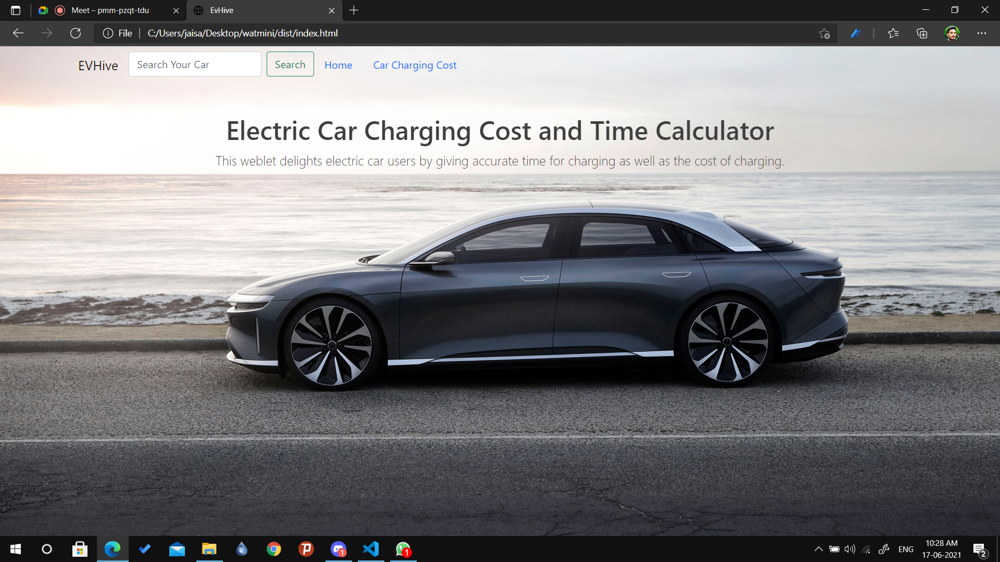 Meet – pmm-pzqt-tdu
EvHive
File
C:/Users/jaisa/Desktop/watmini/dist/index.html
EVHive
Search Your Car
Search
Home
Car Charging Cost
Electric Car Charging Cost and Time Calculator
This weblet delights electric car users by giving accurate time for charging as well as the cost of charging.
1
1
ENG
10:28 AM
17-06-2021
2